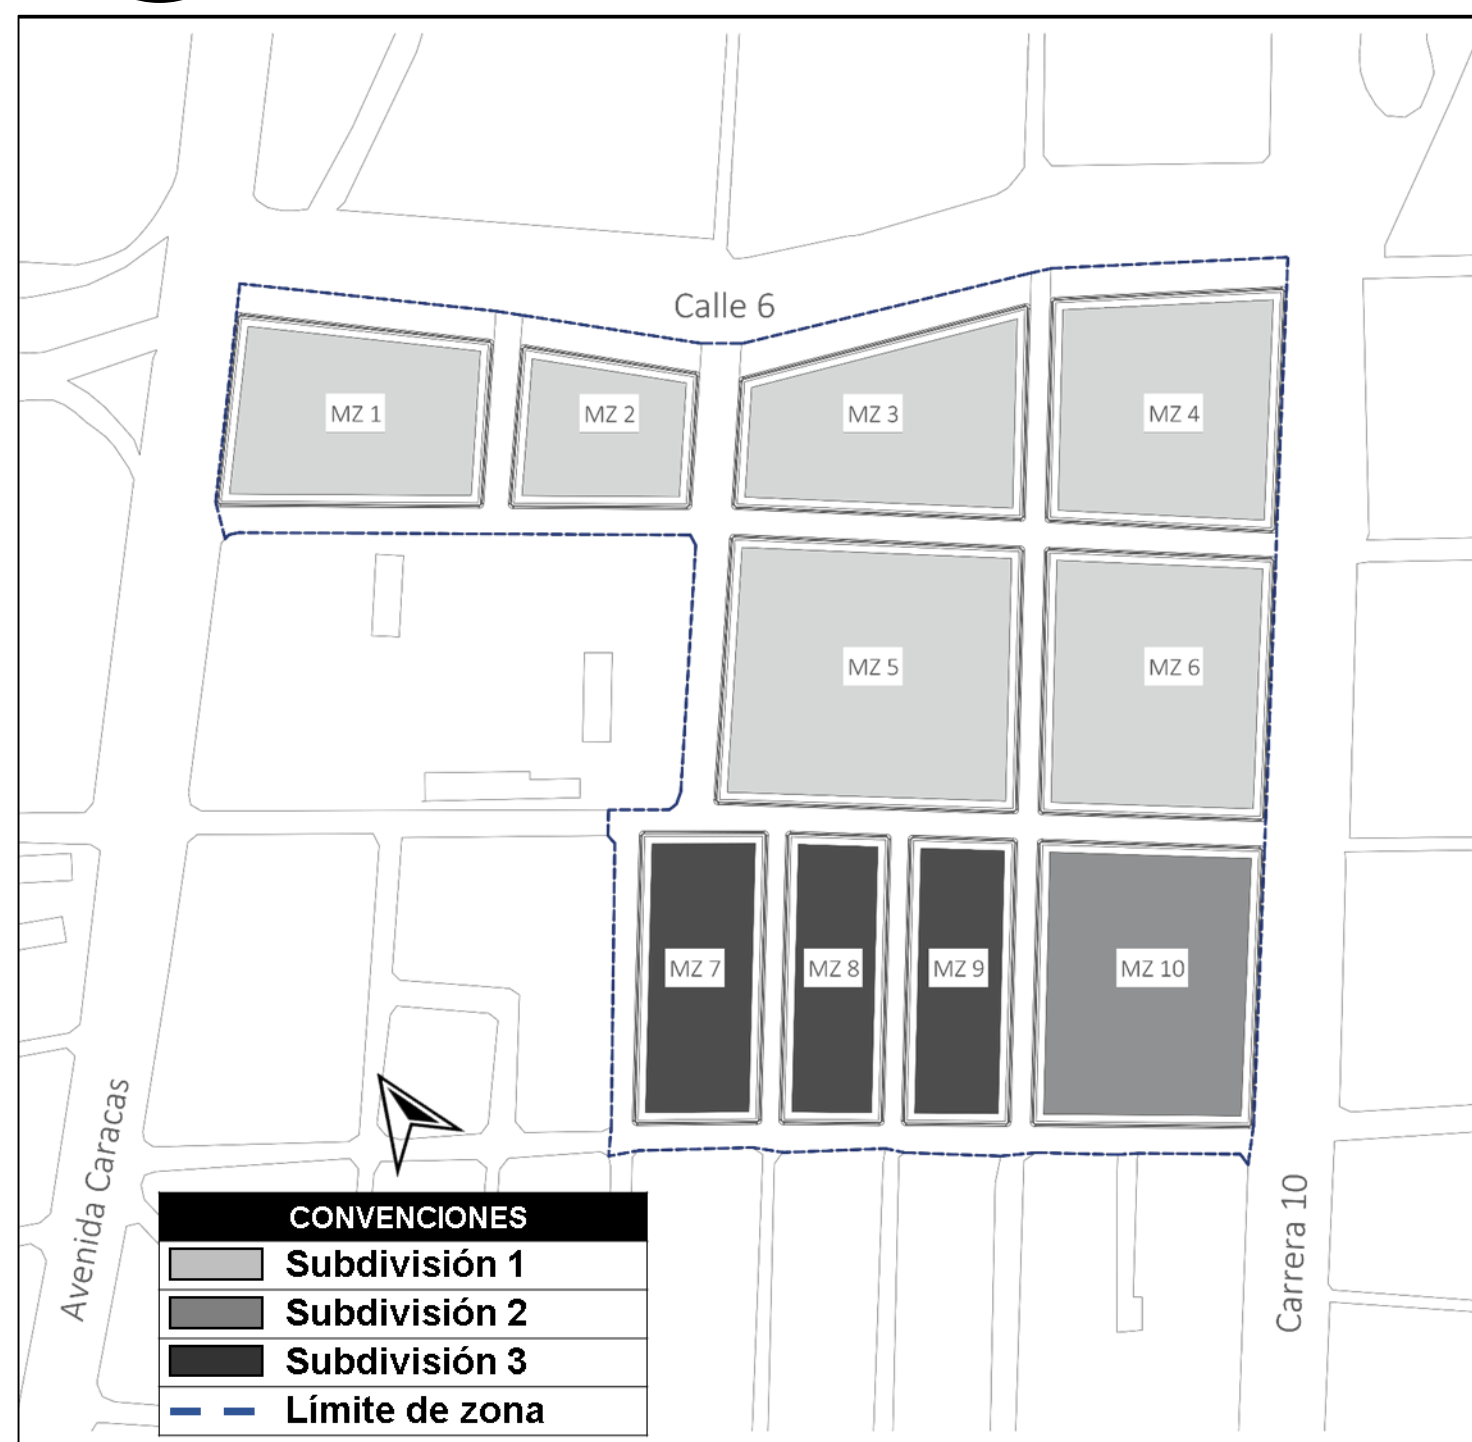 Calle 6
MZ 1
MZ 2
MZ 3
MZ 4
MZ 5
MZ 6
MZ 7
MZ 8
MZ 9
MZ 10
Avenida Caracas
Carrera 10
CONVENCIONES
Subdivisión 1
Subdivisión 2
Subdivisión 3
Límite de zona